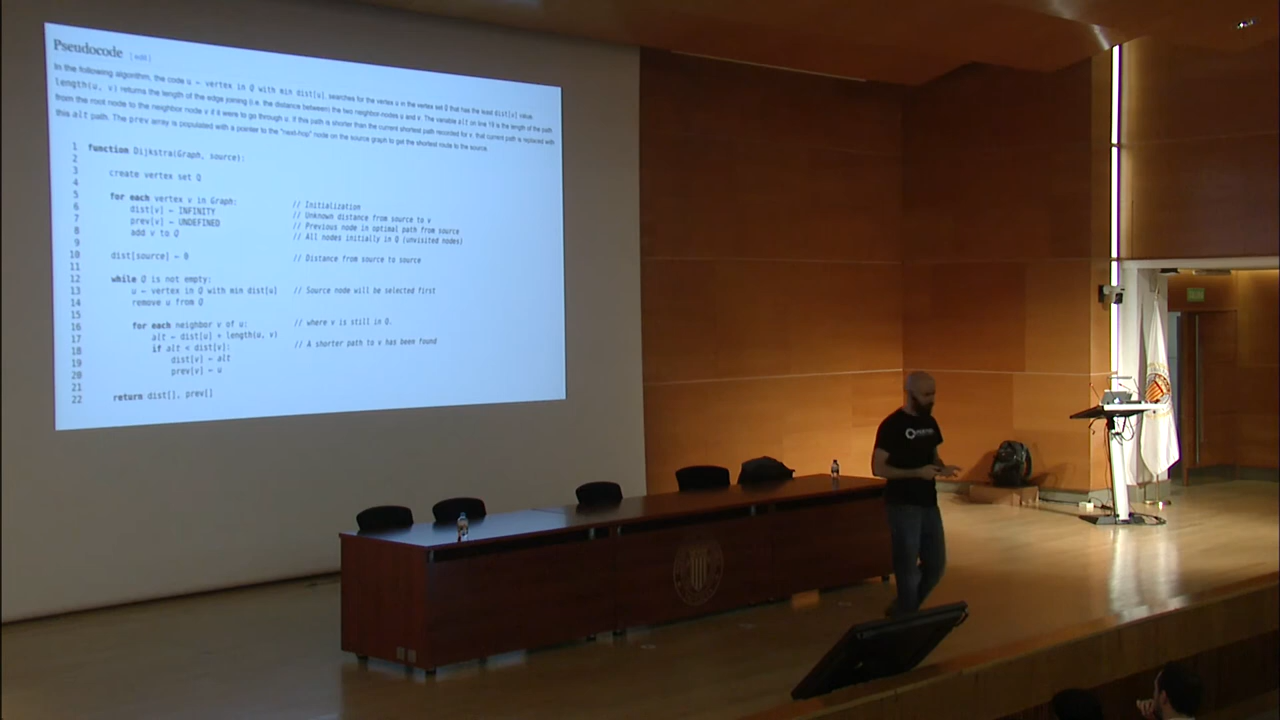 Pseudocode [edit]
In the following algorithm, the code u ← vertex in Q with min dist[u], searches for the vertex u in the vertex set Q that has the least dist[u] value.
length(u, v) returns the length of the edge joining (i.e. the distance between) the two neighbor-nodes u and v. The variable alt on line 18 is the length of the path
from the root node to the neighbor node v if it were to go through u. If this path is shorter than the current shortest path recorded for v, that current path is replaced with
this alt path. The prev array is populated with a pointer to the "next-hop" node on the source graph to get the shortest route to the source.
1 function Dijkstra(Graph, source):
2
3 create vertex set Q
4
5 for each vertex v in Graph: // Initialization
6 dist[v] ← INFINITY // Unknown distance from source to v
7 prev[v] ← UNDEFINED // Previous node in optimal path from source
8 add v to Q // All nodes initially in Q (unvisited nodes)
9
10 dist[source] ← 0 // Distance from source to source
11
12 while Q is not empty:
13 u ← vertex in Q with min dist[u] // Source node will be selected first
14 remove u from Q
15
16 for each neighbor v of u: // where v is still in Q.
17 alt ← dist[u] + length(u, v)
18 if alt < dist[v]: // A shorter path to v has been found
19 dist[v] ← alt
20 prev[v] ← u
21
22 return dist[], prev[]